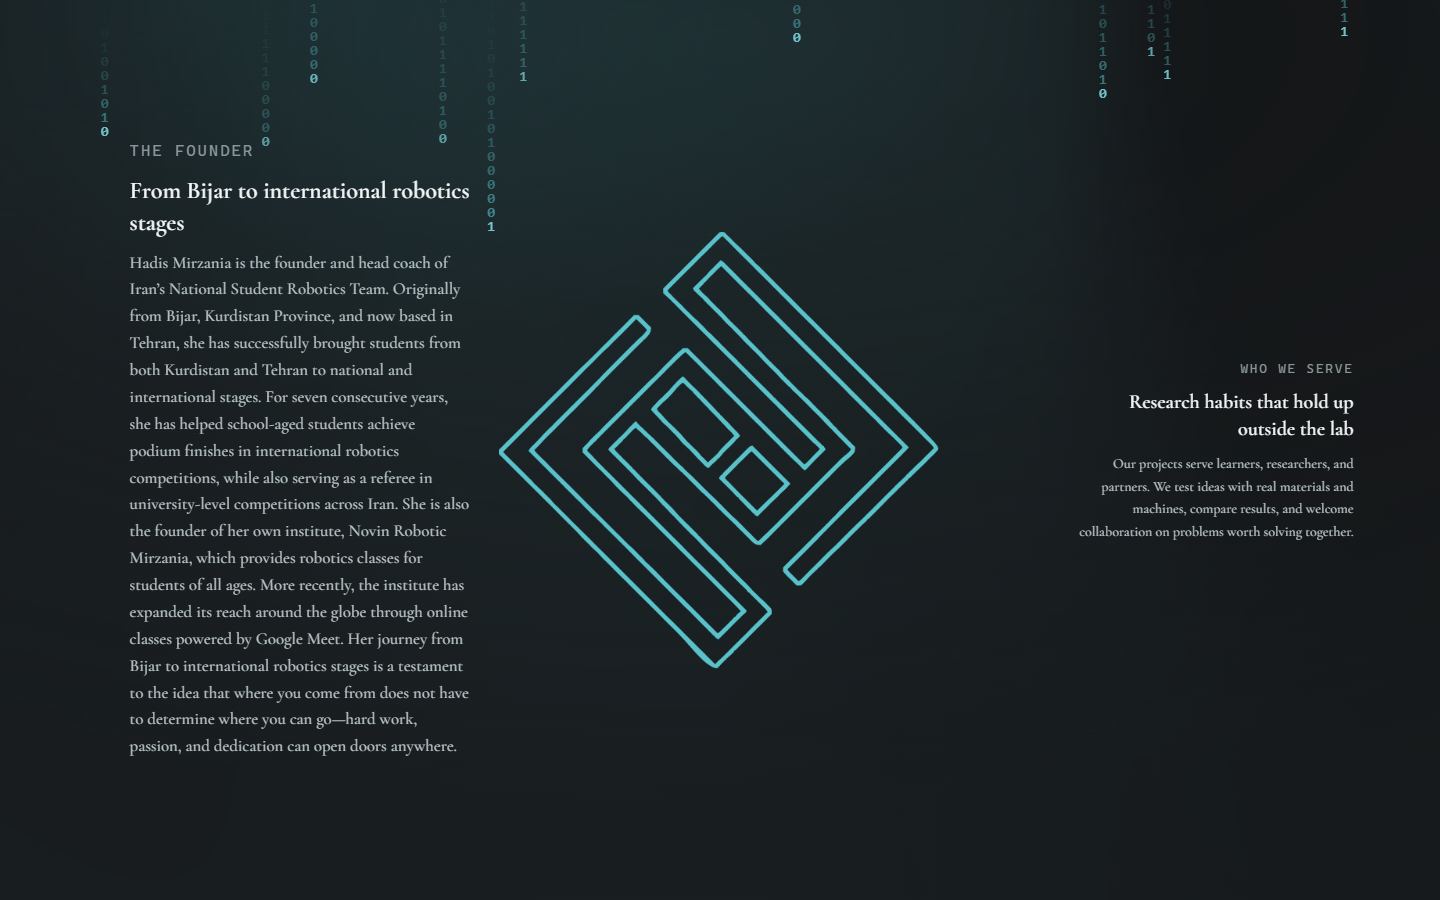 THE FOUNDER
From Bijar to international robotics
stages
Hadis Mirzania is the founder and head coach of
Iran’s National Student Robotics Team. Originally
from Bijar, Kurdistan Province, and now based in
Tehran, she has successfully brought students from
both Kurdistan and Tehran to national and
international stages. For seven consecutive years,
she has helped school-aged students achieve
podium finishes in international robotics
competitions, while also serving as a referee in
university-level competitions across Iran. She is also
the founder of her own institute, Novin Robotic
Mirzania, which provides robotics classes for
students of all ages. More recently, the institute has
expanded its reach around the globe through online
classes powered by Google Meet. Her journey from
Bijar to international robotics stages is a testament
to the idea that where you come from does not have
to determine where you can go—hard work,
passion, and dedication can open doors anywhere.
WHO WE SERVE
Research habits that hold up
outside the lab
Our projects serve learners, researchers, and
partners. We test ideas with real materials and
machines, compare results, and welcome
collaboration on problems worth solving together.